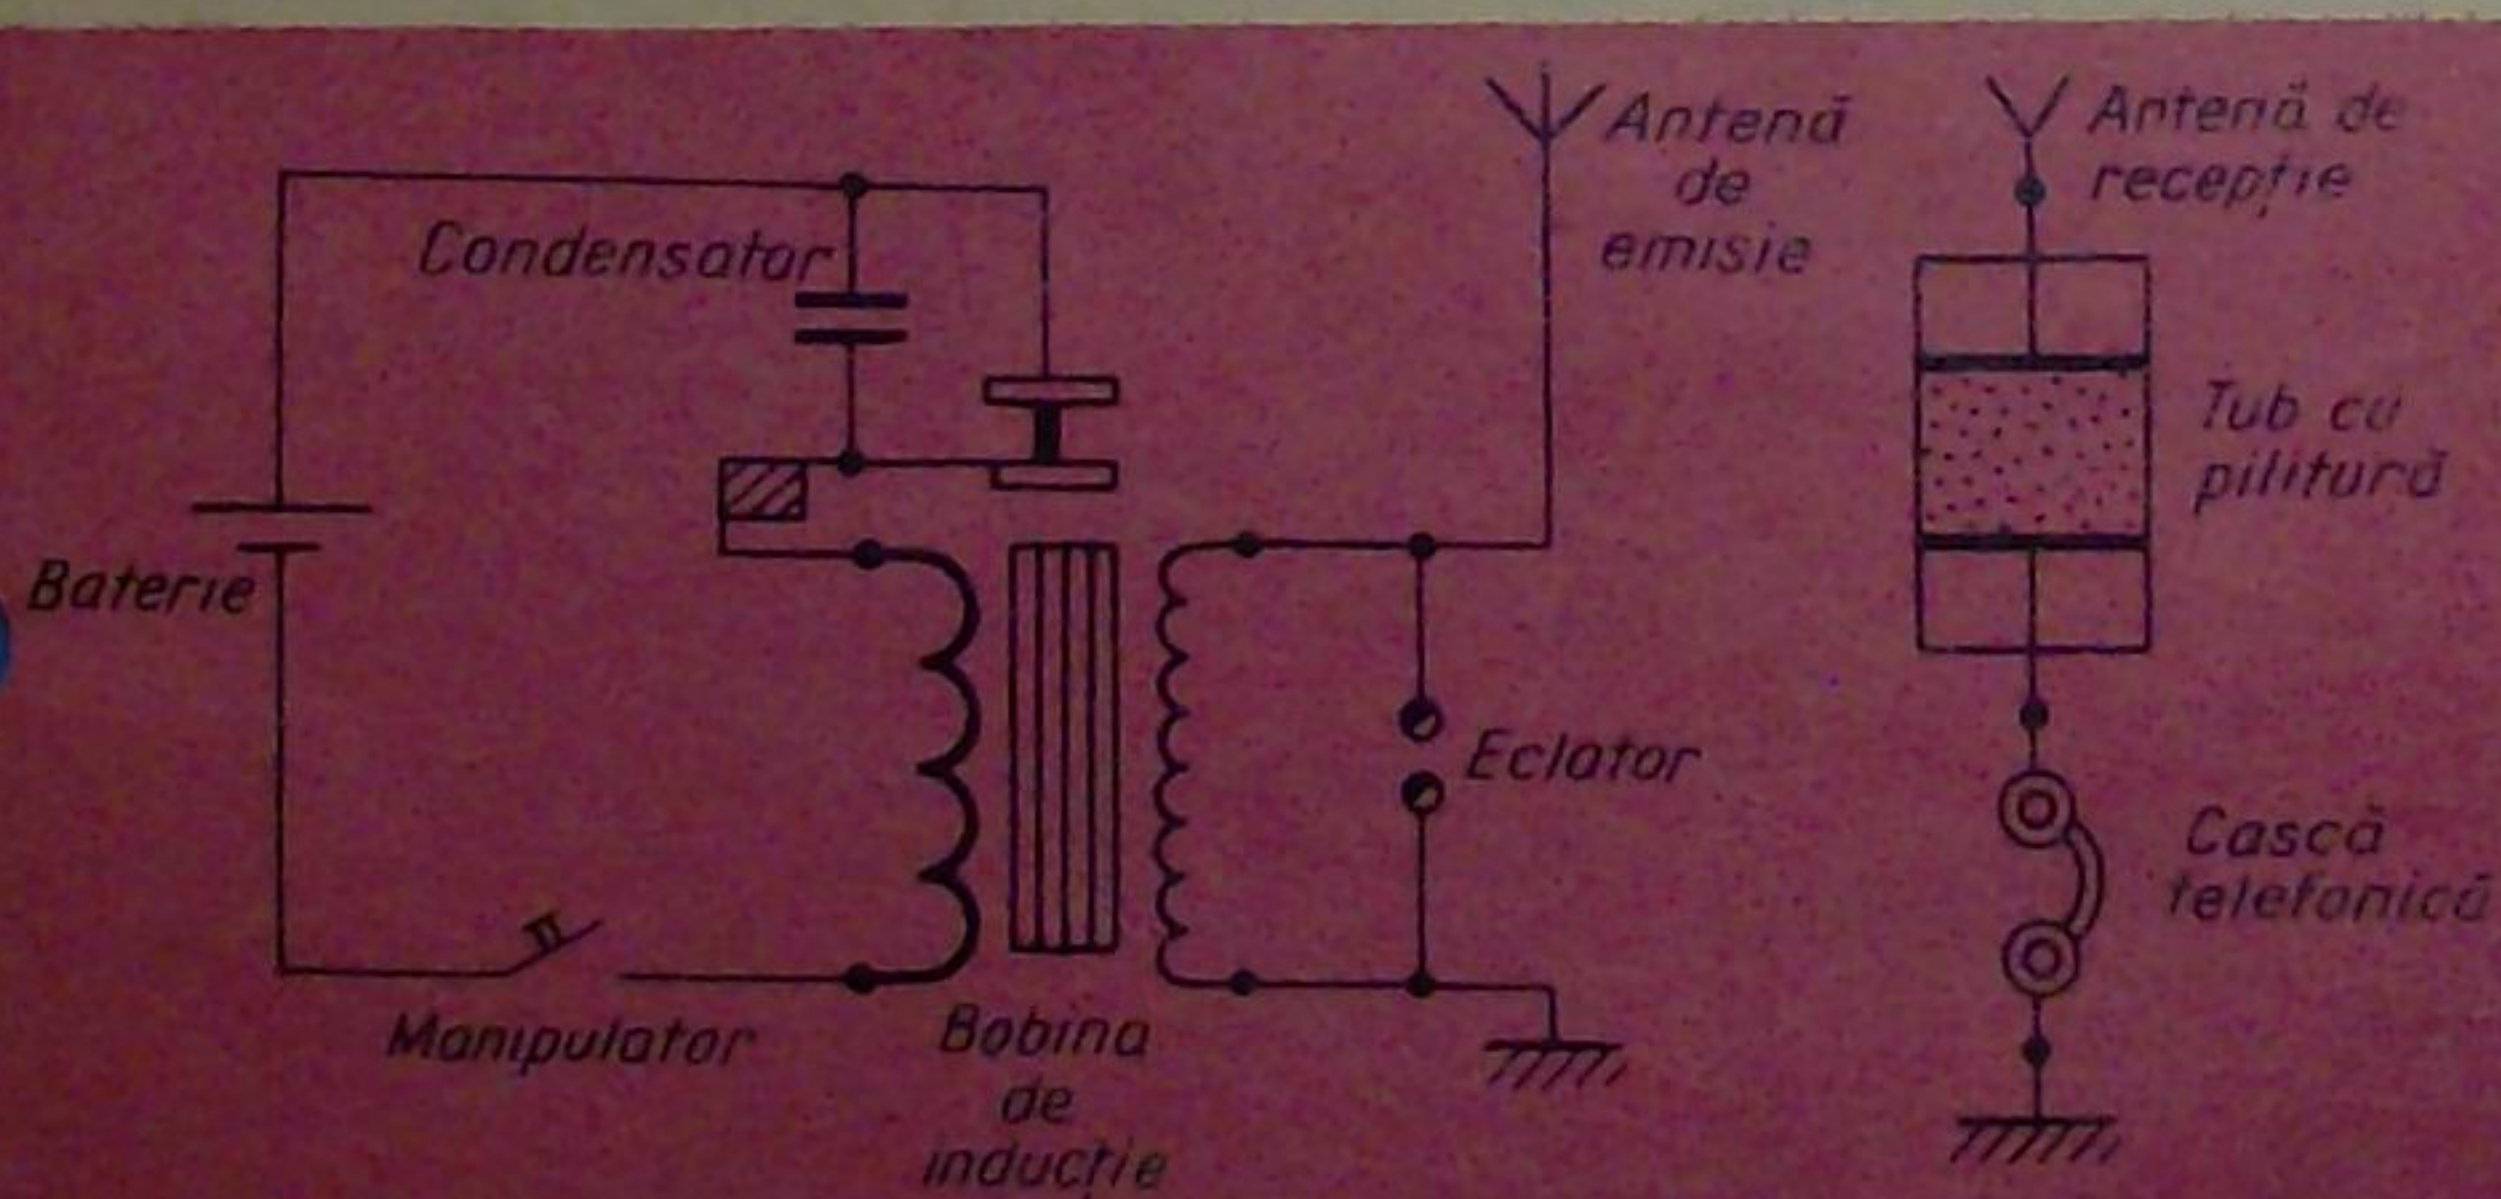 Condensator
Baterie
Manipulator
Bobina
de
inducție
Eclator
Antenă
de
emisie
Antenă de
recepție
Tub cu
pilitură
Cască
telefonică